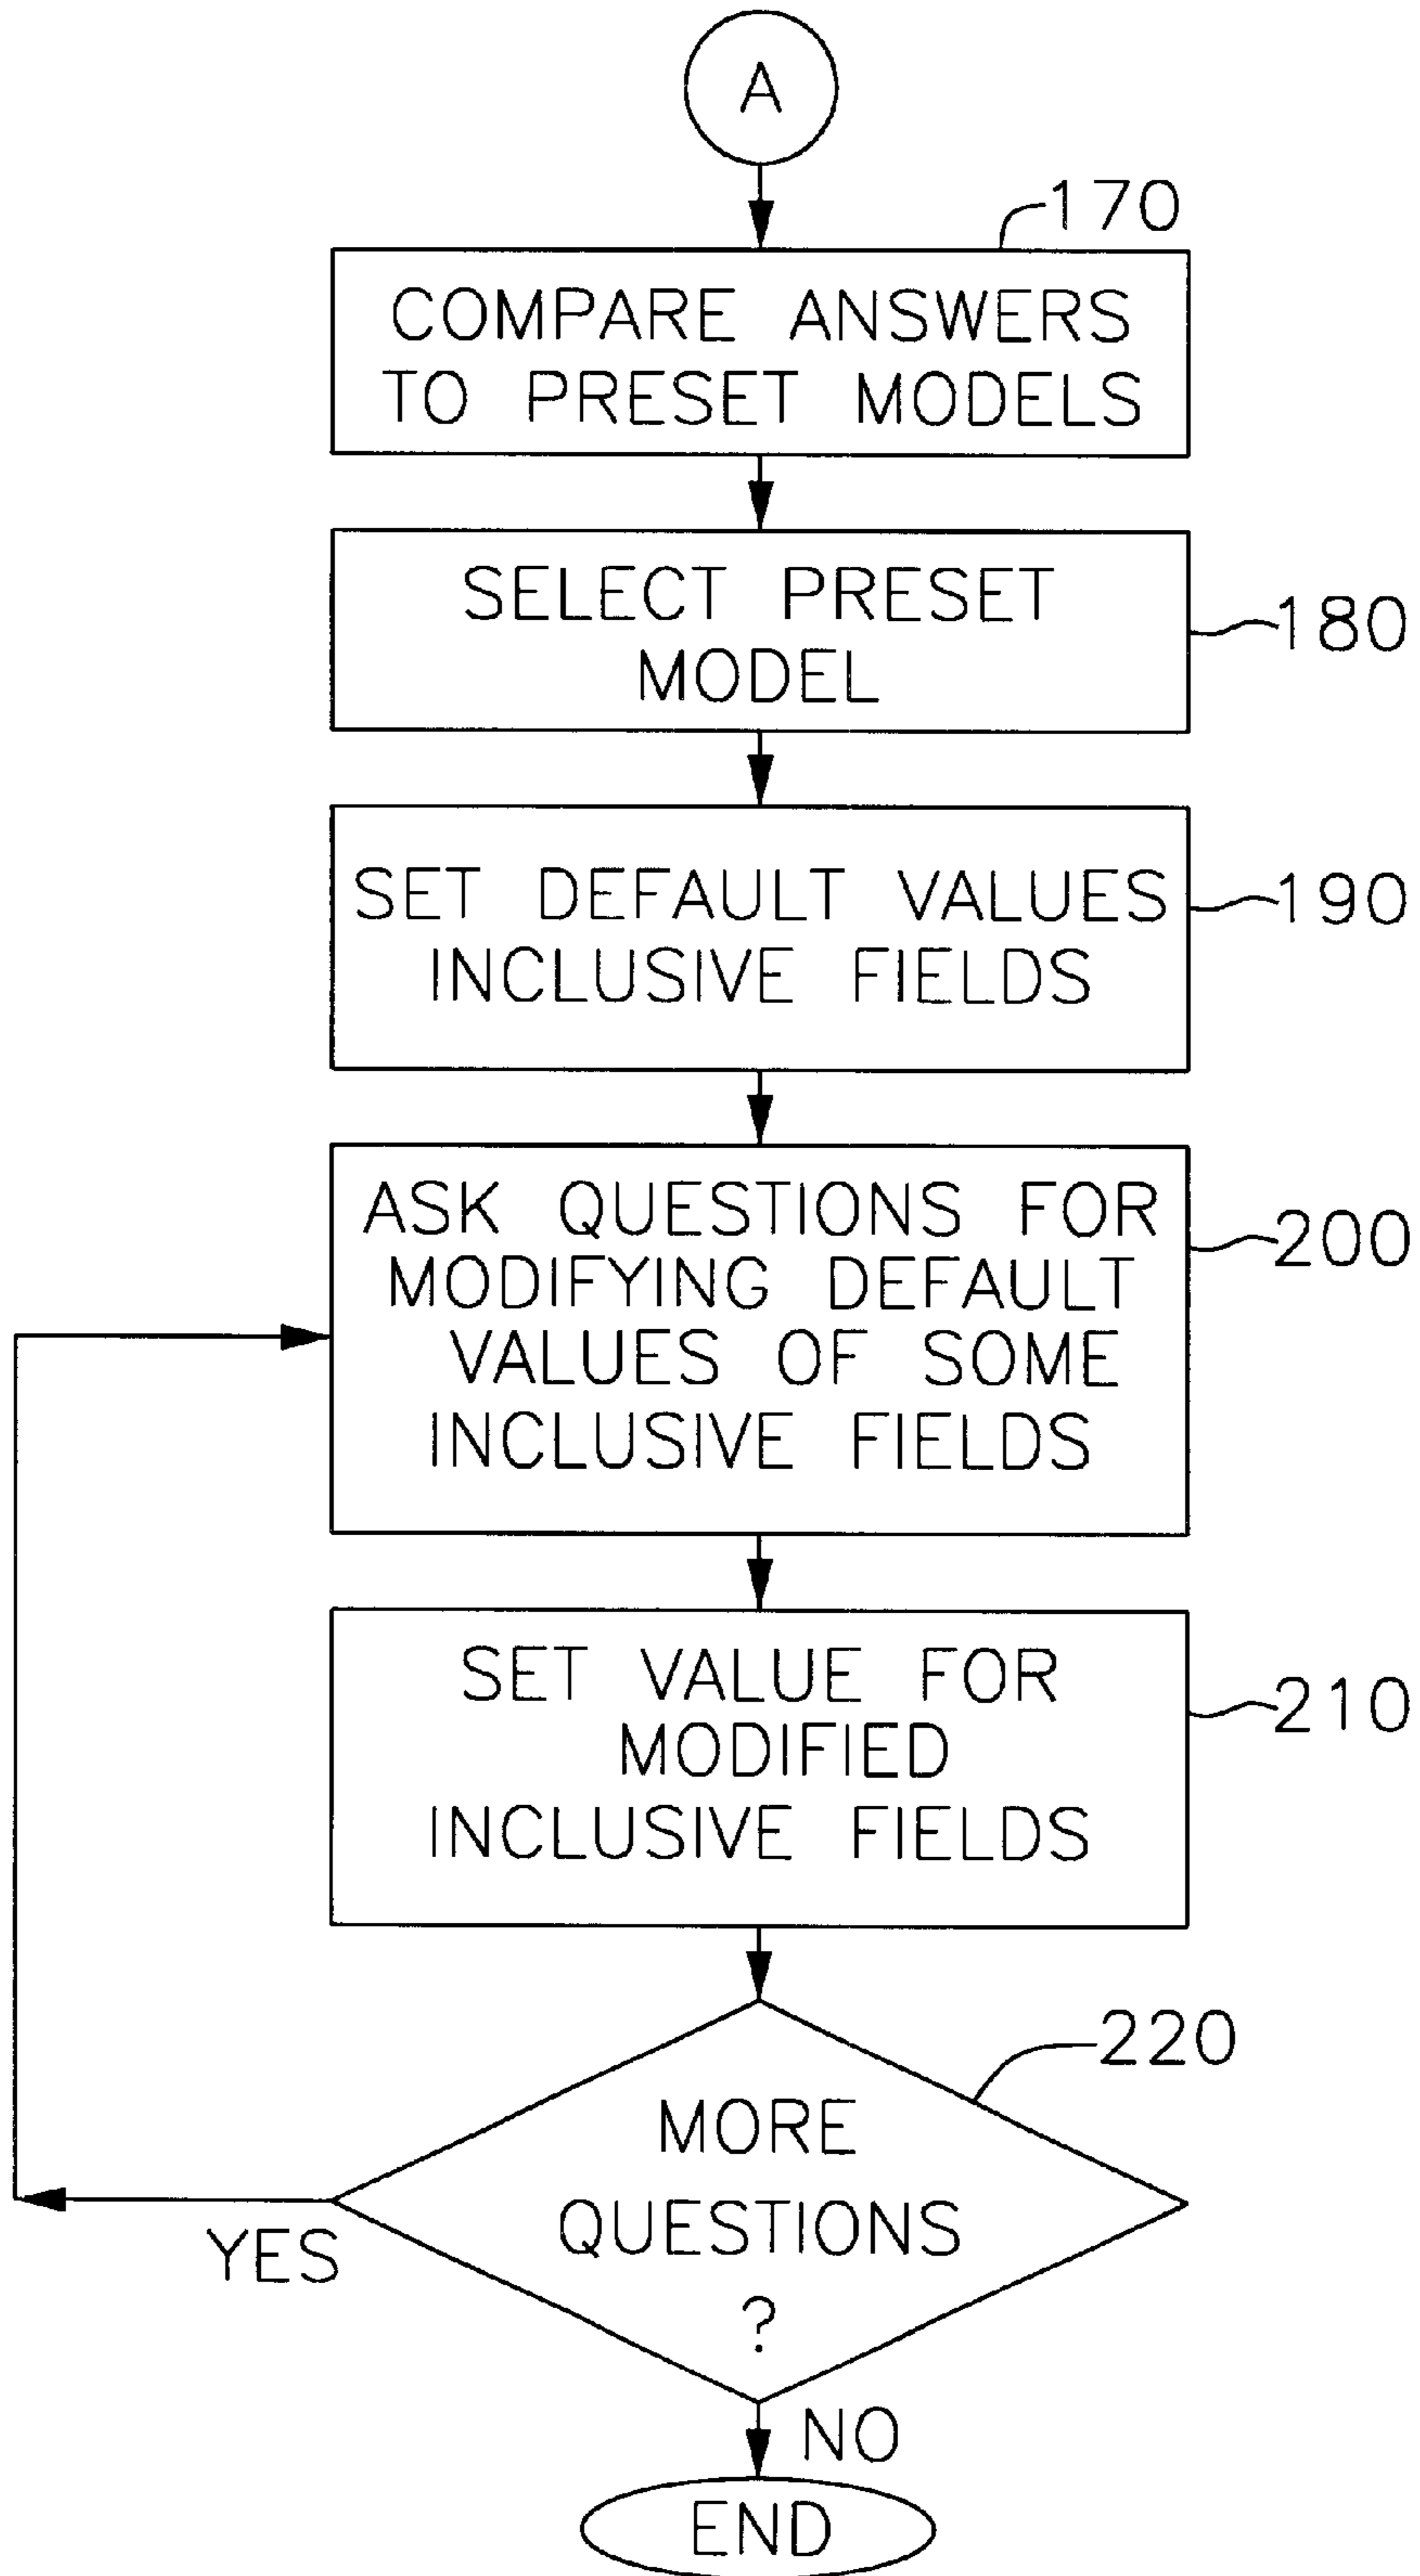 A
170
COMPARE ANSWERS
TO PRESET MODELS
SELECT PRESET
MODEL
180
SET DEFAULT VALUES
INCLUSIVE FIELDS
190
ASK QUESTIONS FOR
MODIFYING DEFAULT
VALUES OF SOME
INCLUSIVE FIELDS
200
SET VALUE FOR
MODIFIED
INCLUSIVE FIELDS
210
220
MORE
QUESTIONS
?
YES
NO
END